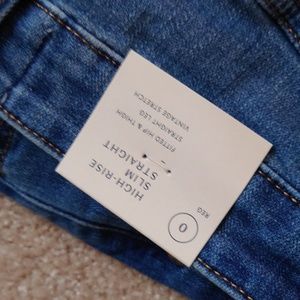 REG
0
HIGH-RISE
SLIM
STRAIGHT
FITTED HIP & THIGH
STRAIGHT LEG
VINTAGE STRETCH